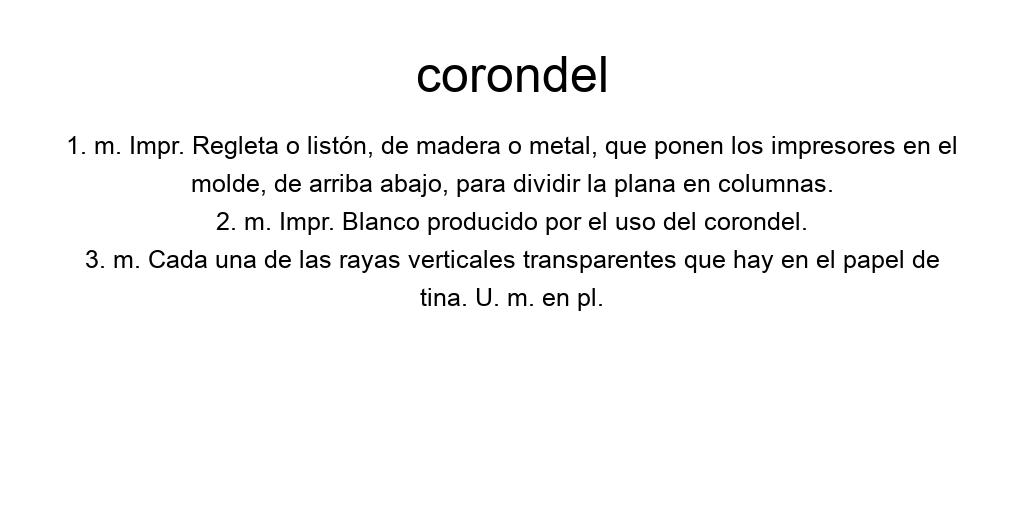 corondel
1. m. Impr. Regleta o listón, de madera o metal, que ponen los impresores en el
molde, de arriba abajo, para dividir la plana en columnas.
2. m. Impr. Blanco producido por el uso del corondel.
3. m. Cada una de las rayas verticales transparentes que hay en el papel de
tina. U. m. en pl.